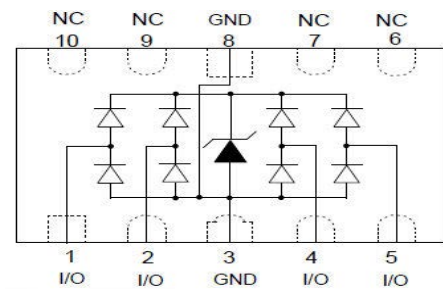 NC NC GND NC NC
10 9 8 7 6
1 2 3 4 5
I/O I/O GND I/O I/O